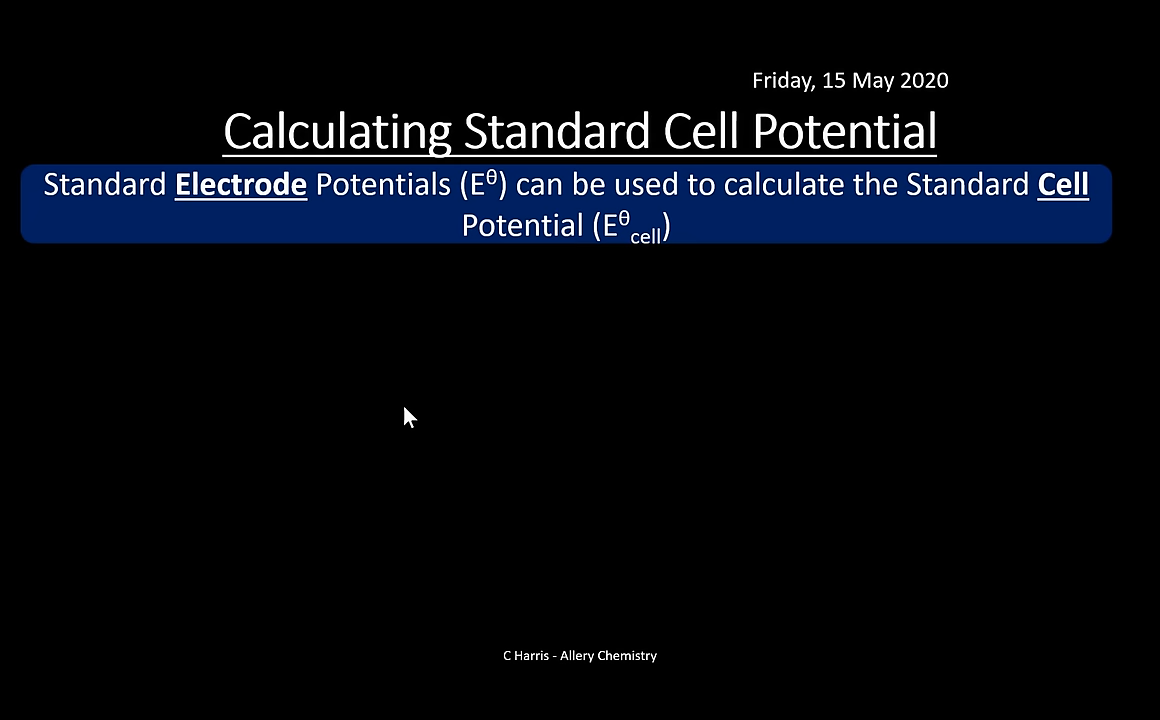 Friday, 15 May 2020
Calculating Standard Cell Potential
Standard Electrode Potentials (Eᶿ) can be used to calculate the Standard Cell
Potential (Eᶿcell)
C Harris - Allery Chemistry